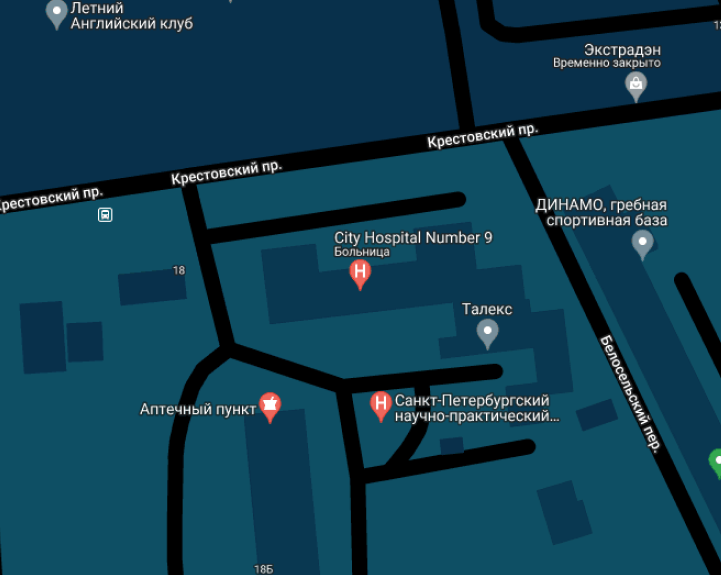 Летний
Английский клуб
Экстрадэн
Временно закрыто
Крестовский пр.
Крестовский пр.
Крестовский пр.
ДИНАМО, гребная
спортивная база
City Hospital Number 9
Больница
18
Талекс
Белосельский пер.
Аптечный пункт
Санкт-Петербургский
научно-практический...
18Б